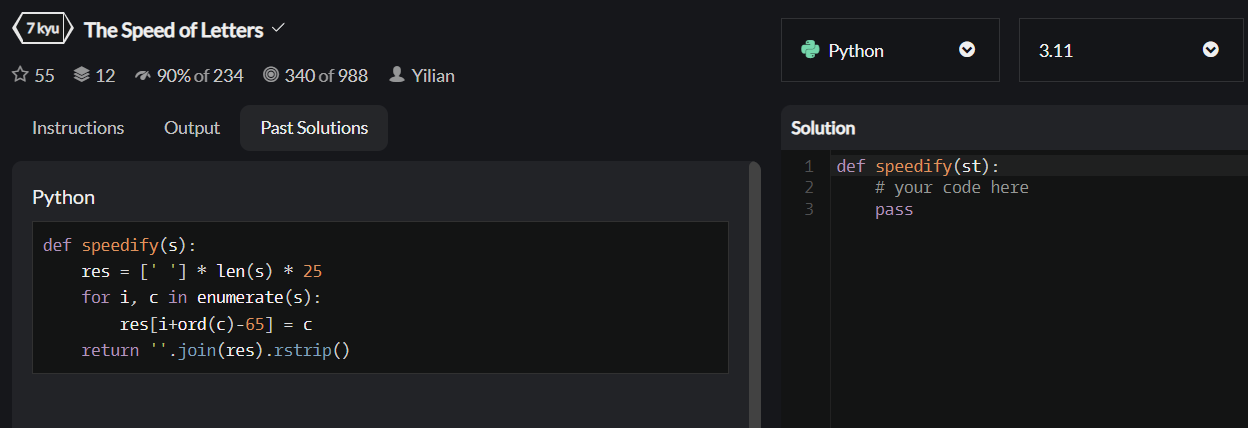 7 kyu The Speed of Letters
55 12 90% of 234 340 of 988 Yilian
Python 3.11
Instructions Output Past Solutions
Python
def speedify(s):
    res = [' '] * len(s) * 25
    for i, c in enumerate(s):
        res[i+ord(c)-65] = c
    return ''.join(res).rstrip()
Solution
1 def speedify(st):
2     # your code here
3     pass